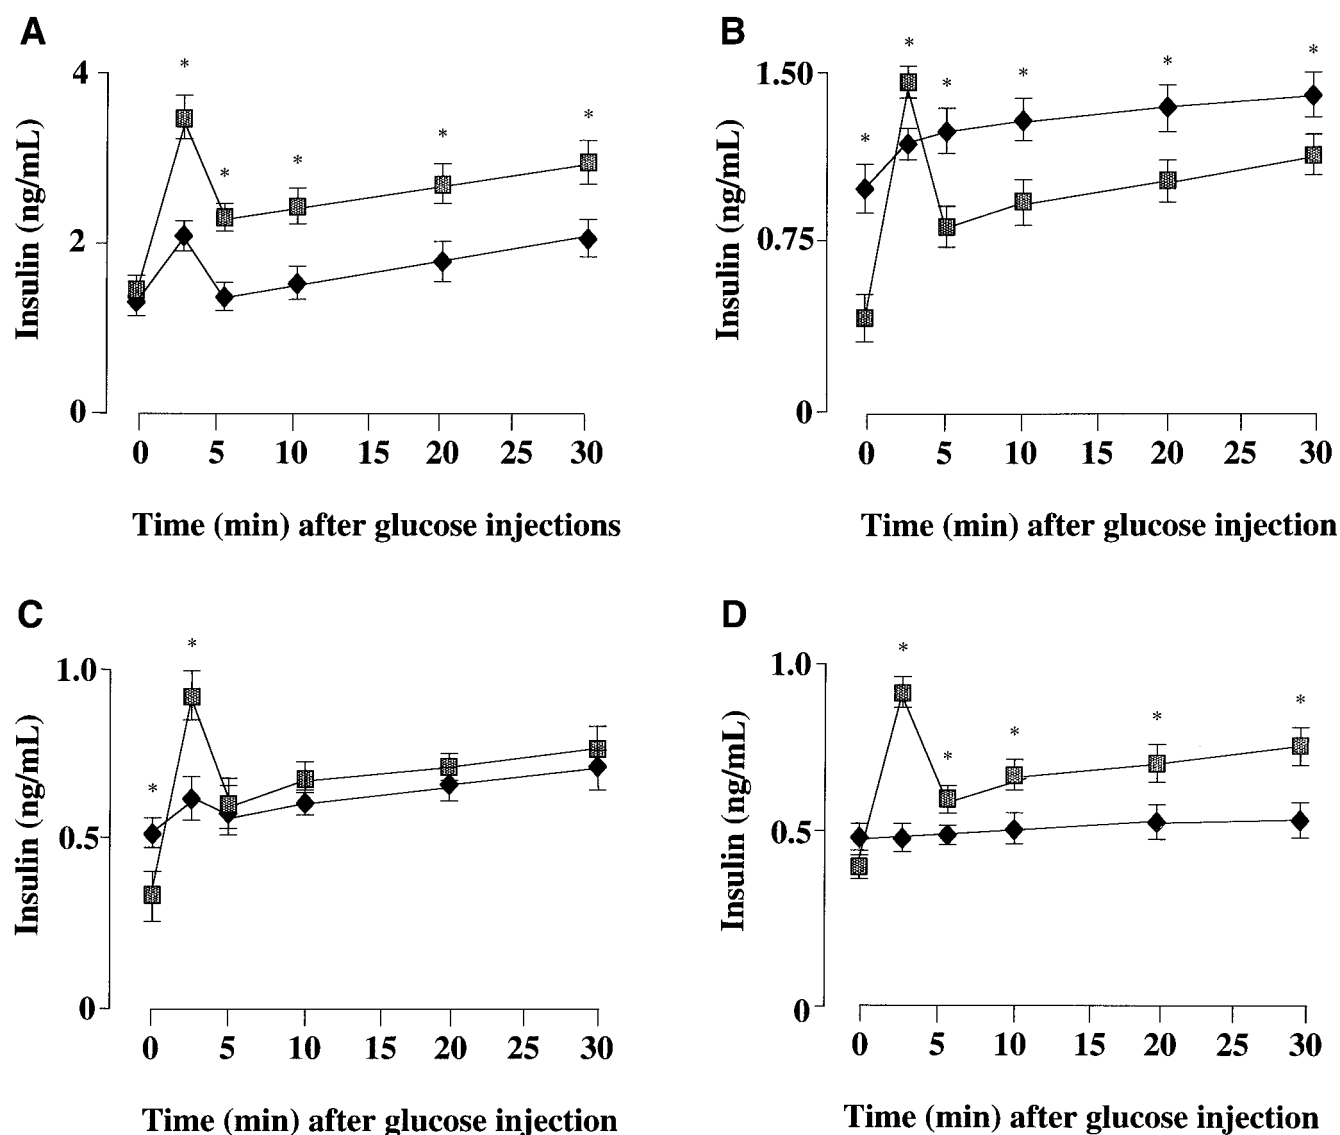 A
4
2
0
Insulin (ng/mL)
*
*
*
*
*
0 5 10 15 20 25 30
Time (min) after glucose injections
B
1.50
0.75
0
Insulin (ng/mL)
*
*
*
*
*
*
0 5 10 15 20 25 30
Time (min) after glucose injection
C
1.0
0.5
0
Insulin (ng/mL)
*
*
0 5 10 15 20 25 30
Time (min) after glucose injection
D
1.0
0.5
0
Insulin (ng/mL)
*
*
*
*
*
0 5 10 15 20 25 30
Time (min) after glucose injection